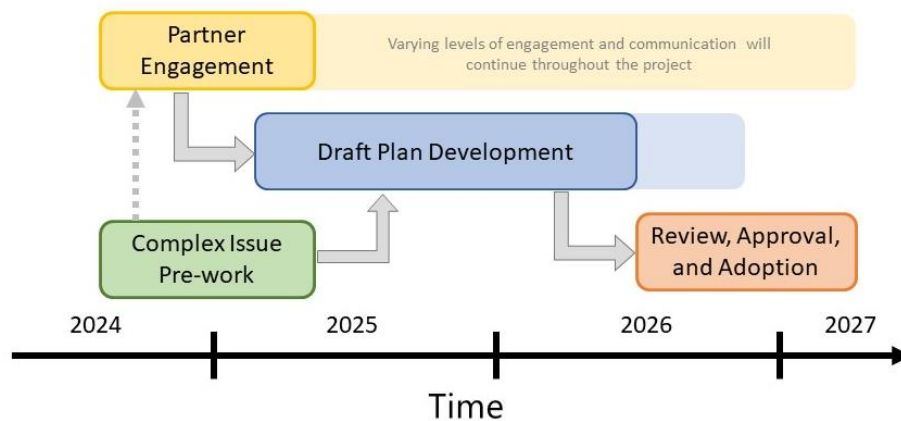 Partner
Engagement
Varying levels of engagement and communication will
continue throughout the project
Draft Plan Development
Complex Issue
Pre-work
Review, Approval,
and Adoption
2024
2025
2026
2027
Time